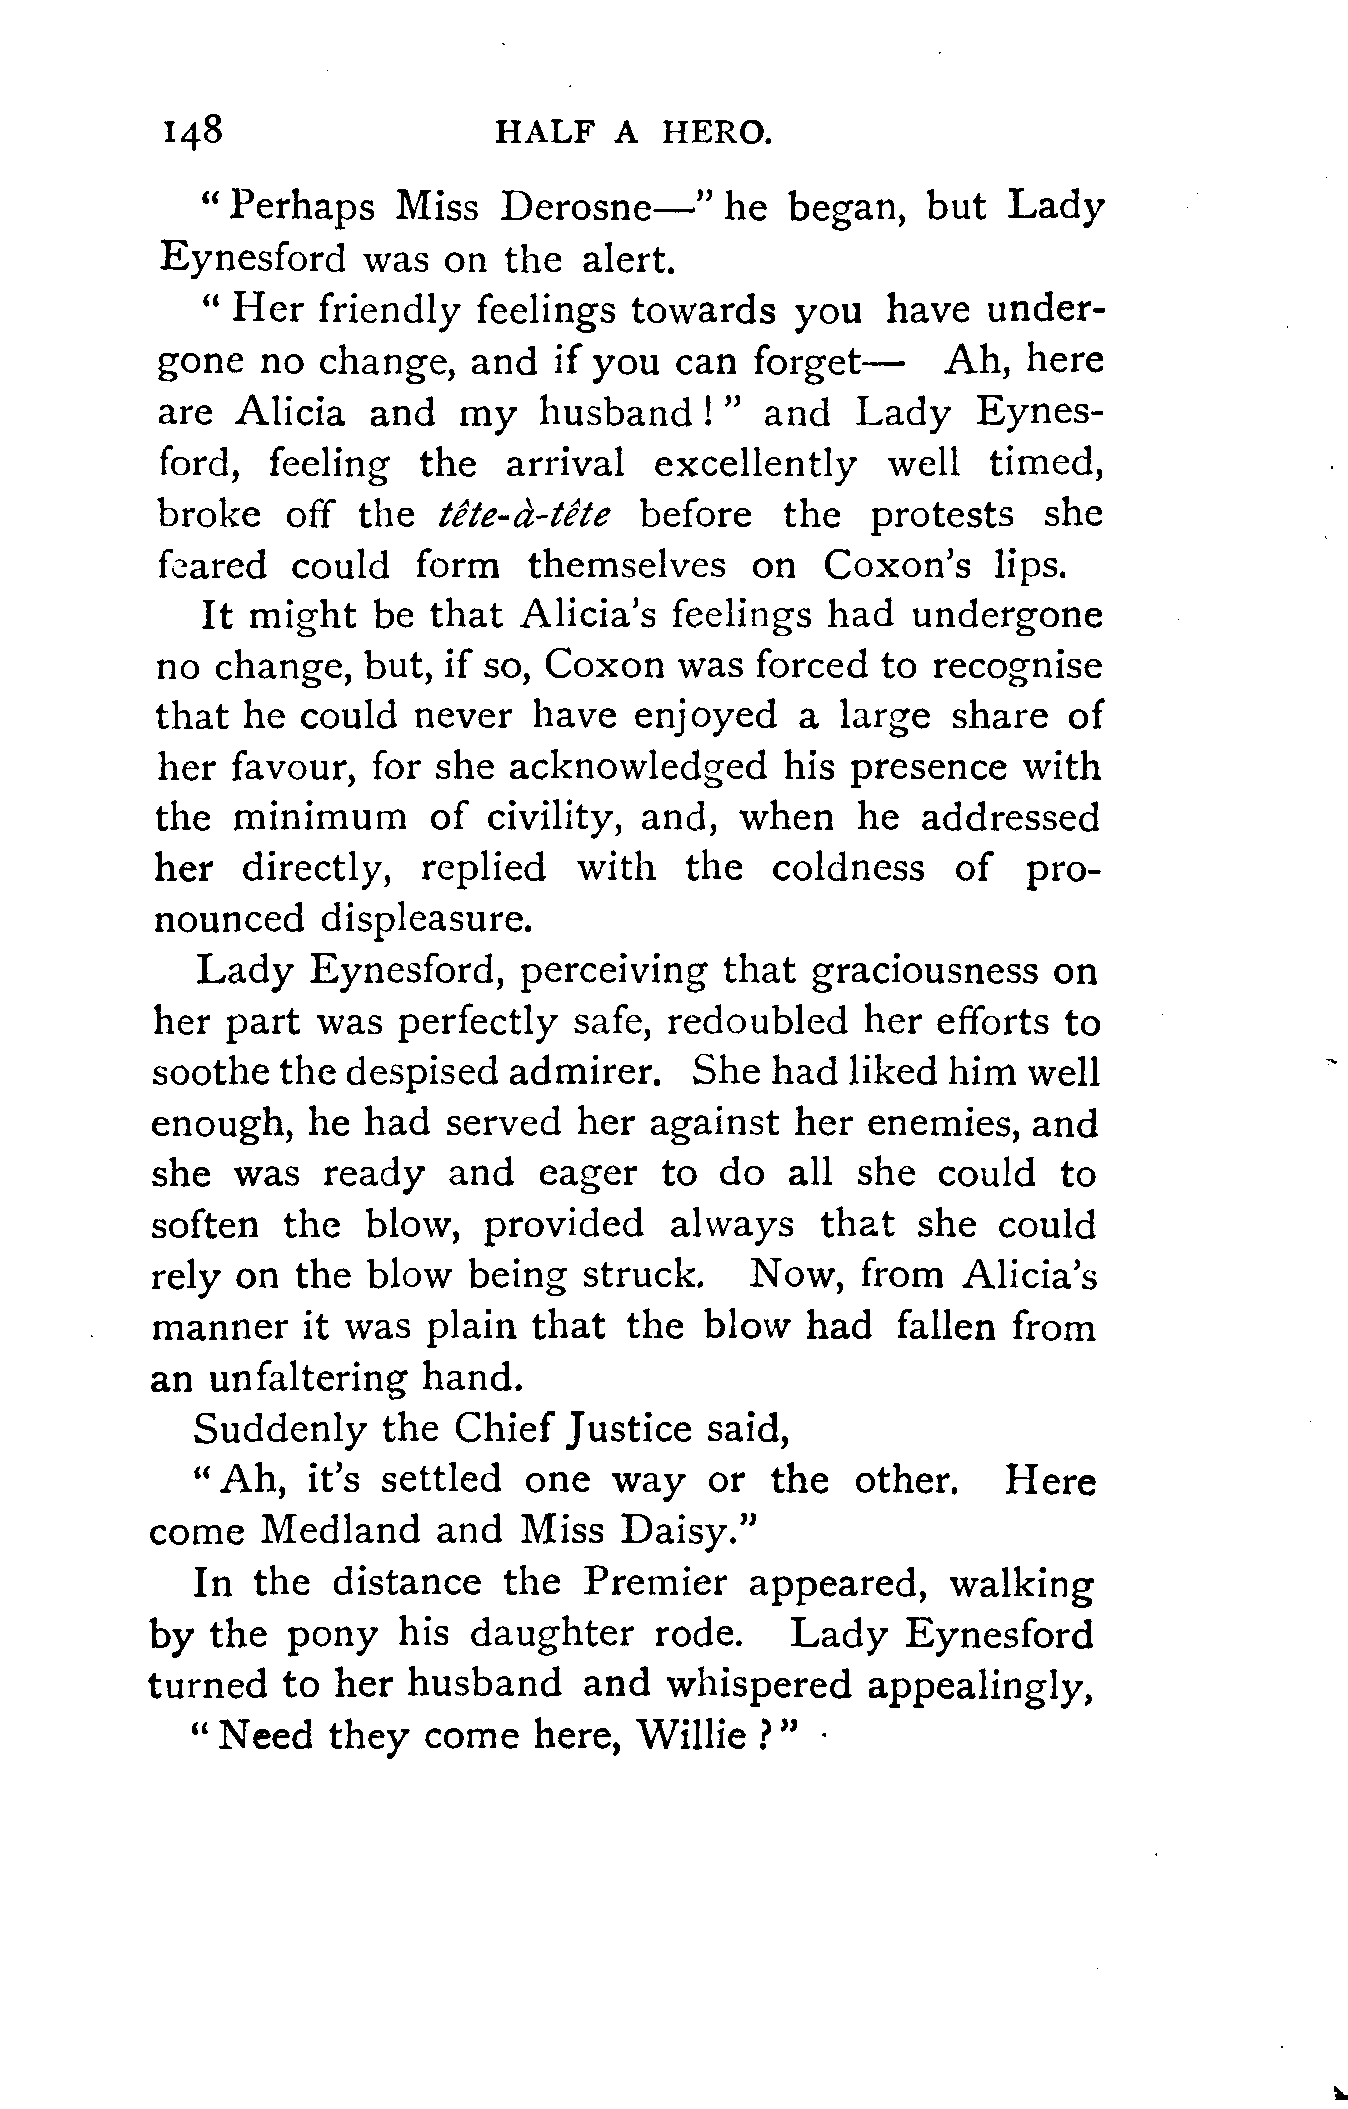 148 HALF A HERO.
“ Perhaps Miss Derosne—” he began, but Lady
Eynesford was on the alert.
“ Her friendly feelings towards you have under-
gone no change, and if you can forget— Ah, here
are Alicia and my husband ! ” and Lady Eynes-
ford, feeling the arrival excellently well timed,
broke off the tête-à-tête before the protests she
feared could form themselves on Coxon’s lips.
It might be that Alicia’s feelings had undergone
no change, but, if so, Coxon was forced to recognise
that he could never have enjoyed a large share of
her favour, for she acknowledged his presence with
the minimum of civility, and, when he addressed
her directly, replied with the coldness of pro-
nounced displeasure.
Lady Eynesford, perceiving that graciousness on
her part was perfectly safe, redoubled her efforts to
soothe the despised admirer. She had liked him well
enough, he had served her against her enemies, and
she was ready and eager to do all she could to
soften the blow, provided always that she could
rely on the blow being struck. Now, from Alicia’s
manner it was plain that the blow had fallen from
an unfaltering hand.
Suddenly the Chief Justice said,
“ Ah, it’s settled one way or the other. Here
come Medland and Miss Daisy.”
In the distance the Premier appeared, walking
by the pony his daughter rode. Lady Eynesford
turned to her husband and whispered appealingly,
“ Need they come here, Willie ? ”